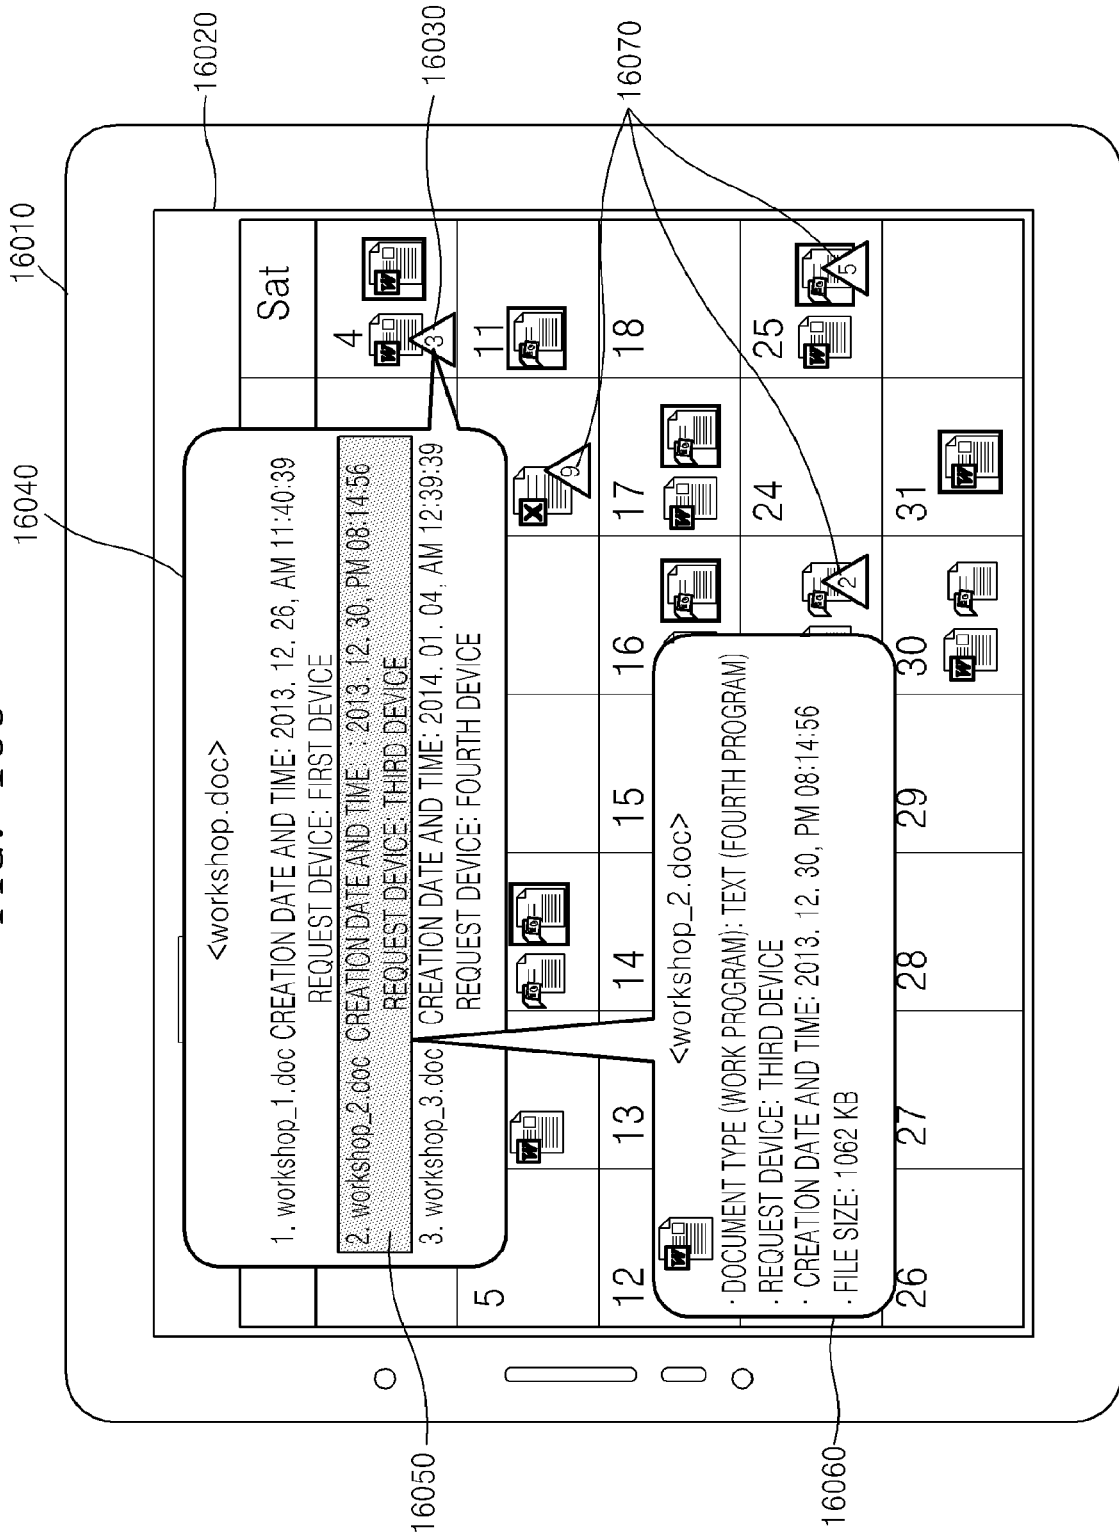 16040
16010
16020
Sat
<workshop.doc>
1. workshop_1.doc CREATION DATE AND TIME: 2013. 12. 26, AM 11:40:39
REQUEST DEVICE: FIRST DEVICE
2. workshop_2.doc CREATION DATE AND TIME : 2013. 12. 30, PM 08:14:56
REQUEST DEVICE: THIRD DEVICE
3. workshop_3.doc CREATION DATE AND TIME: 2014. 01. 04. AM 12:39:39
REQUEST DEVICE: FOURTH DEVICE
4
W
W
3
16050
16030
5
11
W
X
9
12
13
14
15
16
17
18
W
16070
<workshop_2.doc>
W
· DOCUMENT TYPE (WORK PROGRAM): TEXT (FOURTH PROGRAM)
· REQUEST DEVICE: THIRD DEVICE
· CREATION DATE AND TIME: 2013. 12. 30, PM 08:14:56
· FILE SIZE: 1062 KB
24
25
2
W
5
16060
26
27
28
29
30
31
W
W